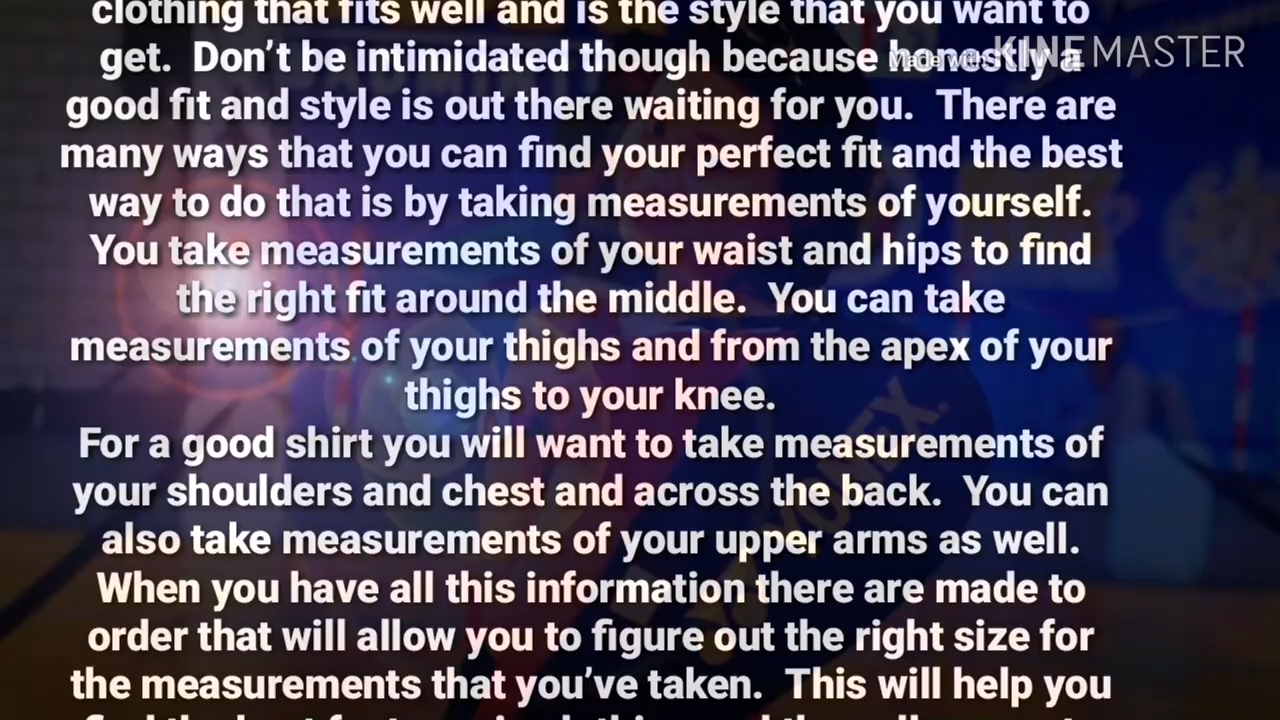 clothing that fits well and is the style that you want to
get. Don't be intimidated though because honestly a
Made with KINEMASTER
good fit and style is out there waiting for you. There are
many ways that you can find your perfect fit and the best
way to do that is by taking measurements of yourself.
You take measurements of your waist and hips to find
the right fit around the middle. You can take
measurements of your thighs and from the apex of your
thighs to your knee.
For a good shirt you will want to take measurements of
your shoulders and chest and across the back. You can
also take measurements of your upper arms as well.
When you have all this information there are made to
order that will allow you to figure out the right size for
the measurements that you've taken. This will help you
YONEX